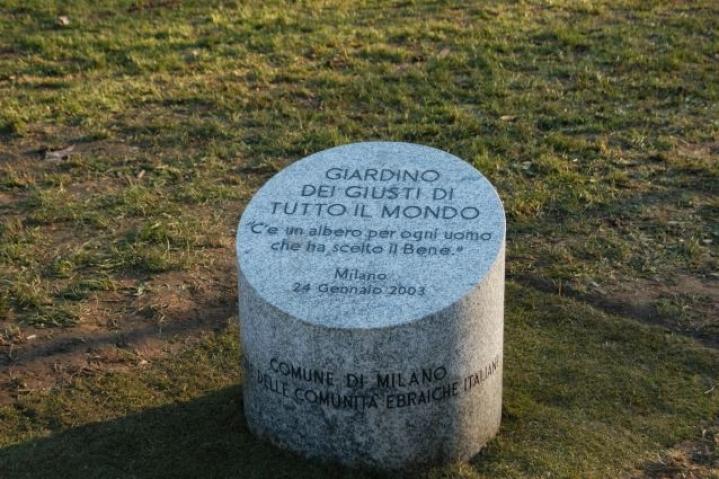 GIARDINO
DEI GIUSTI DI
TUTTO IL MONDO
"C'e un albero per ogni uomo
che ha scelto il Bene."
Milano
24 Gennaio 2003
COMUNE DI MILANO
DELLE COMUNITÀ EBRAICHE ITALIANE